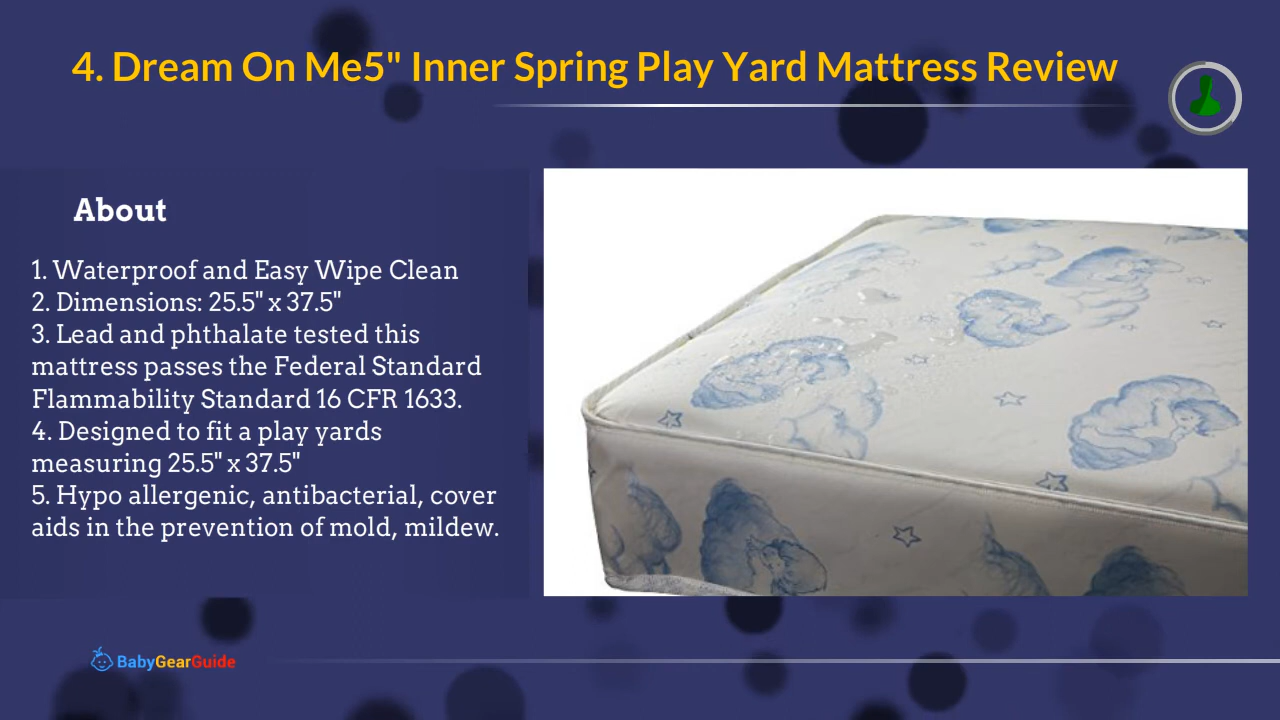 4. Dream On Me5" Inner Spring Play Yard Mattress Review
About
1. Waterproof and Easy Wipe Clean
2. Dimensions: 25.5" x 37.5"
3. Lead and phthalate tested this
mattress passes the Federal Standard
Flammability Standard 16 CFR 1633.
4. Designed to fit a play yards
measuring 25.5" x 37.5"
5. Hypo allergenic, antibacterial, cover
aids in the prevention of mold, mildew.
BabyGearGuide